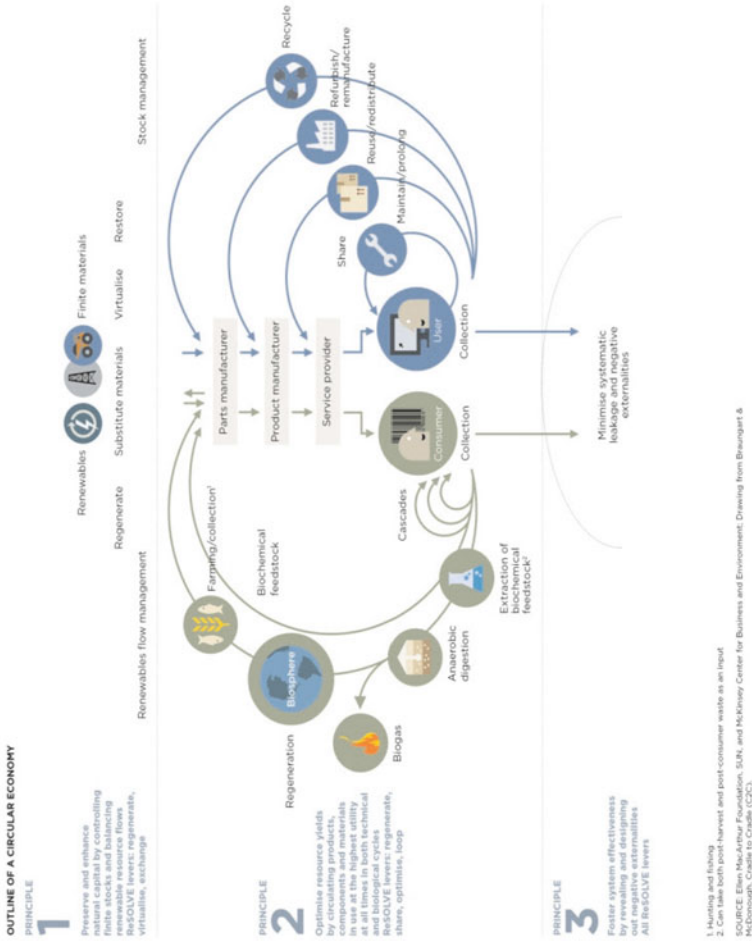 OUTLINE OF A CIRCULAR ECONOMY
PRINCIPLE
1
Preserve and enhance
natural capital by controlling
finite stocks and balancing
renewable resource flows
ReSOLVE levers: regenerate,
virtualise, exchange
Renewables
Finite materials
Regenerate
Substitute materials
Virtualise
Restore
Renewables flow management
Stock management
PRINCIPLE
2
Optimise resource yields
by circulating products,
components and materials
in use at the highest utility
at all times in both technical
and biological cycles
ReSOLVE levers: regenerate,
share, optimise, loop
Farming/collection¹
Biochemical
feedstock
Regeneration
Biosphere
Biogas
Anaerobic
digestion
Extraction of
biochemical
feedstock²
Cascades
Parts manufacturer
Product manufacturer
Service provider
Consumer
User
Collection
Collection
Share
Maintain/prolong
Reuse/redistribute
Refurbish/
remanufacture
Recycle
PRINCIPLE
3
Foster system effectiveness
by revealing and designing
out negative externalities
All ReSOLVE levers
Minimise systematic
leakage and negative
externalities
1. Hunting and fishing
2. Can take both post-harvest and post-consumer waste as an input
SOURCE: Ellen MacArthur Foundation, SUN, and McKinsey Center for Business and Environment; Drawing from Braungart &
McDonough, Cradle to Cradle (C2C).